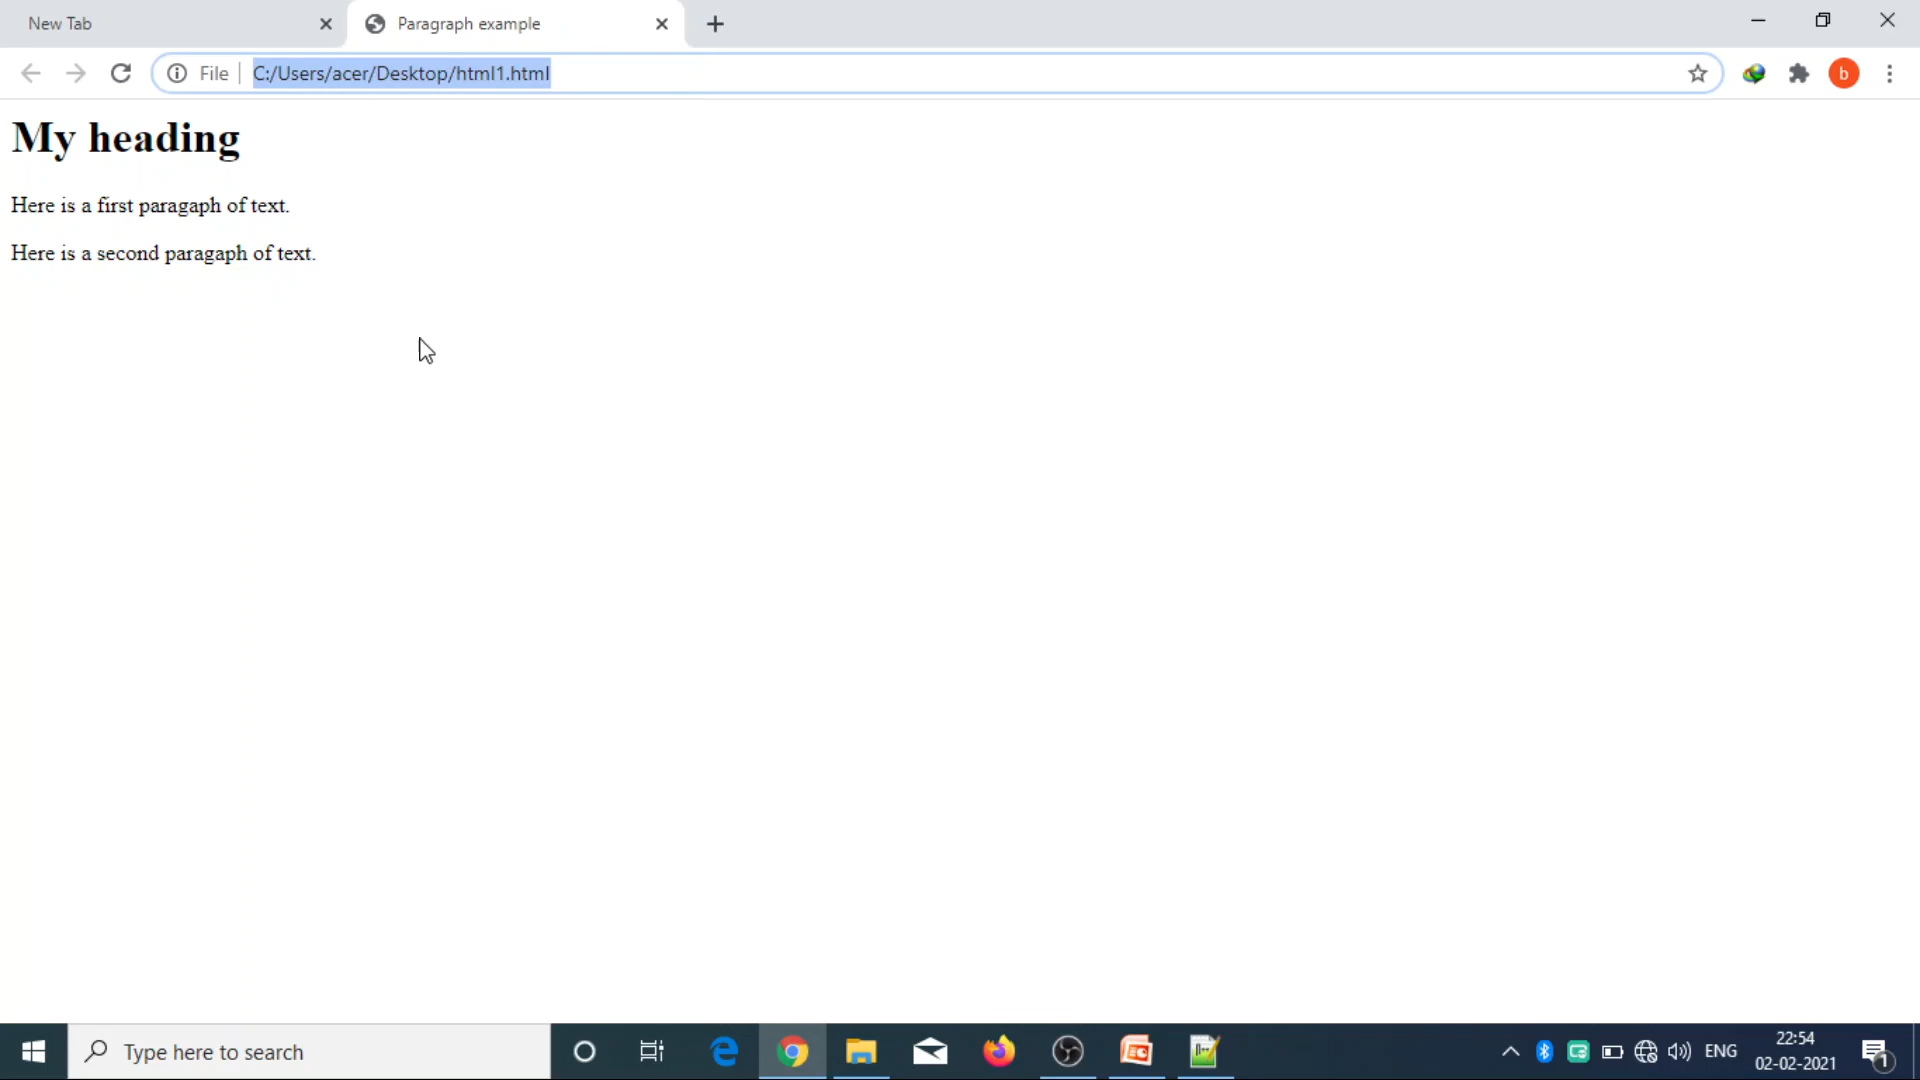 New Tab
Paragraph example
File
C:/Users/acer/Desktop/html1.html
b
My heading
Here is a first paragaph of text.
Here is a second paragaph of text.
Type here to search
ENG
22:54
02-02-2021
1